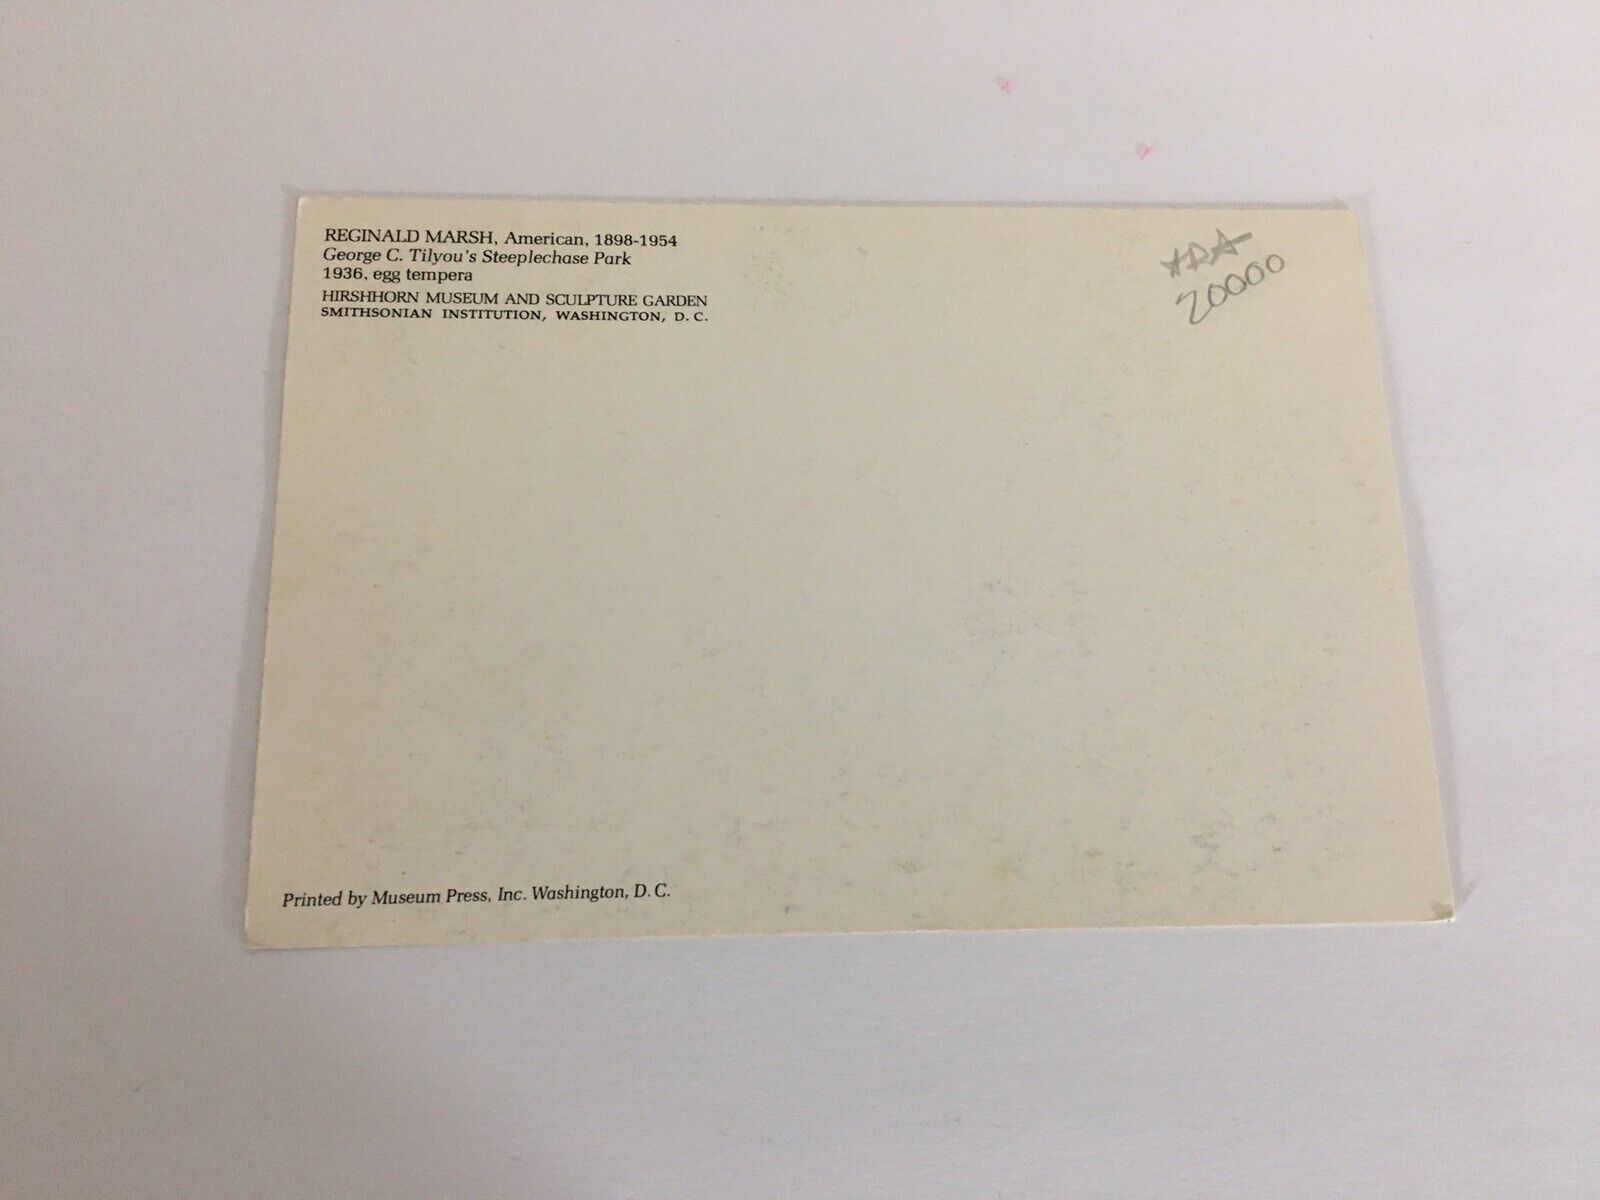 REGINALD MARSH, American, 1898-1954
George C. Tilyou's Steeplechase Park
1936, egg tempera
HIRSHHORN MUSEUM AND SCULPTURE GARDEN
SMITHSONIAN INSTITUTION, WASHINGTON, D. C.
20000
Printed by Museum Press, Inc. Washington, D. C.